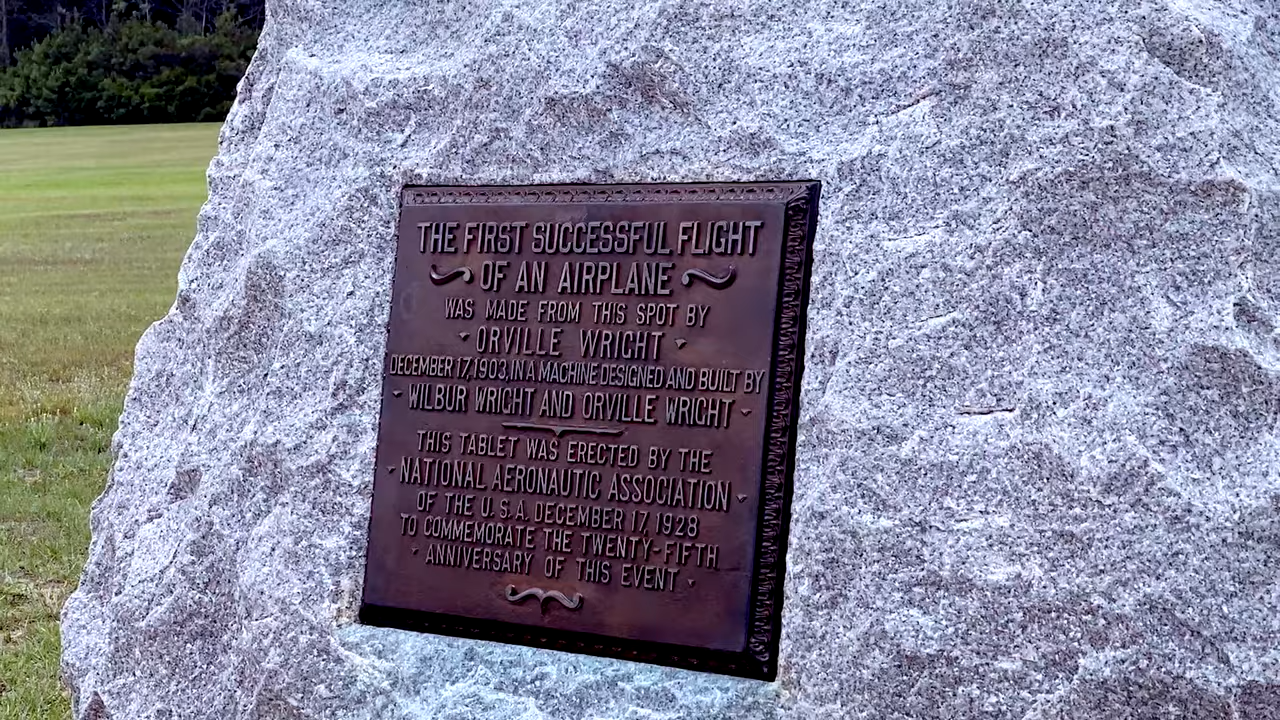 THE FIRST SUCCESSFUL FLIGHT
OF AN AIRPLANE
WAS MADE FROM THIS SPOT BY
ORVILLE WRIGHT
DECEMBER 17, 1903, IN A MACHINE DESIGNED AND BUILT BY
WILBUR WRIGHT AND ORVILLE WRIGHT
THIS TABLET WAS ERECTED BY THE
NATIONAL AERONAUTIC ASSOCIATION
OF THE U.S.A. DECEMBER 17, 1928
TO COMMEMORATE THE TWENTY-FIFTH
ANNIVERSARY OF THIS EVENT